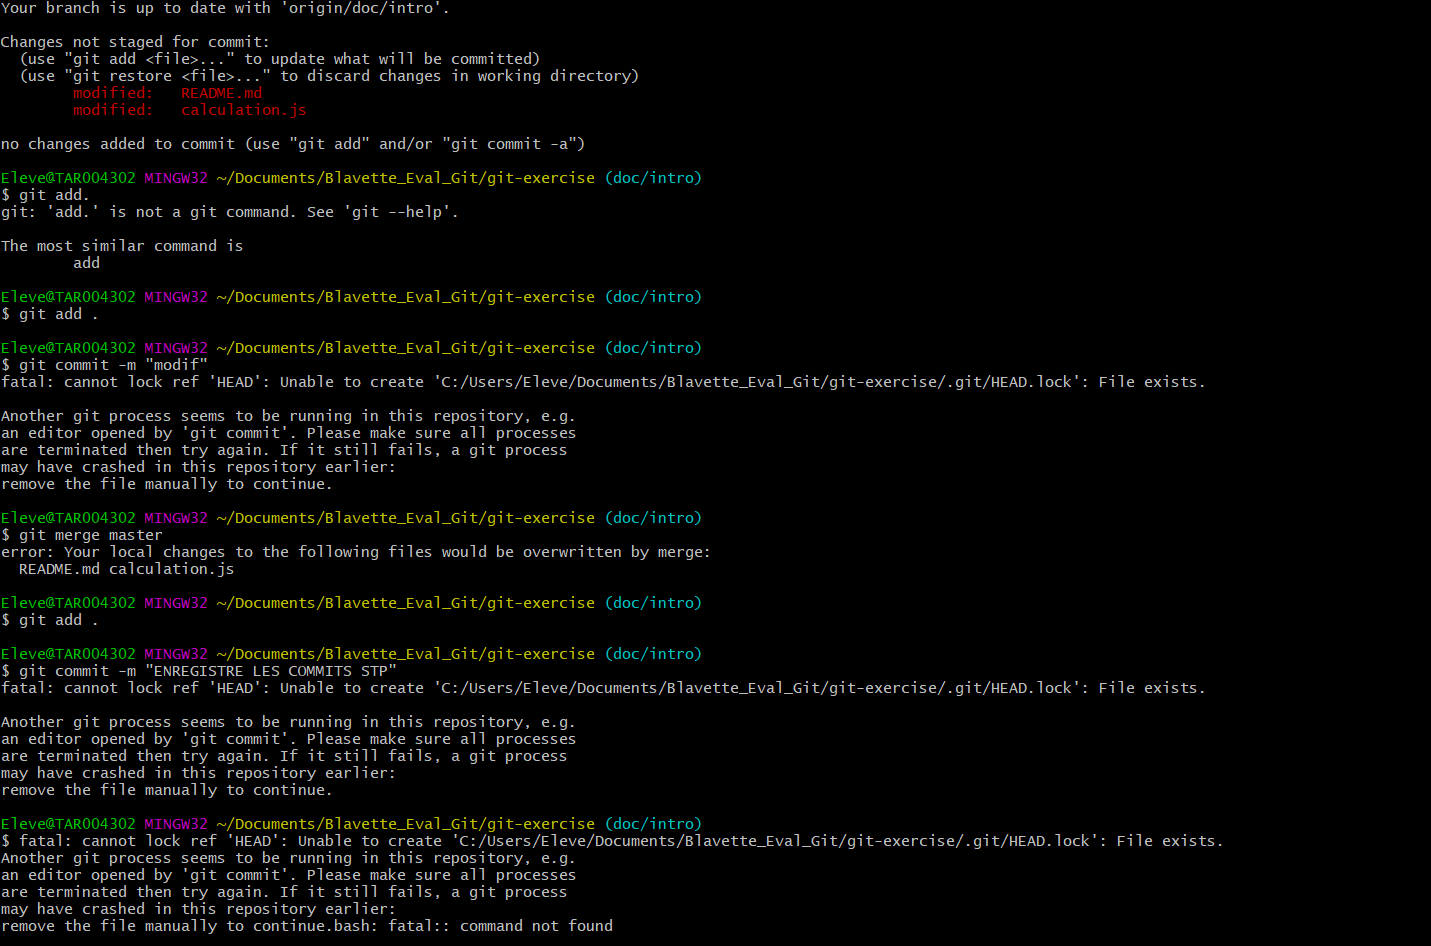 Your branch is up to date with 'origin/doc/intro'.
Changes not staged for commit:
(use "git add <file>..." to update what will be committed)
(use "git restore <file>..." to discard changes in working directory)
modified: README.md
modified: calculation.js
no changes added to commit (use "git add" and/or "git commit -a")
Eleve@TAR004302 MINGW32 ~/Documents/Blavette_Eval_Git/git-exercise (doc/intro)
$ git add.
git: 'add.' is not a git command. See 'git --help'.
The most similar command is
add
Eleve@TAR004302 MINGW32 ~/Documents/Blavette_Eval_Git/git-exercise (doc/intro)
$ git add .
Eleve@TAR004302 MINGW32 ~/Documents/Blavette_Eval_Git/git-exercise (doc/intro)
$ git commit -m "modif"
fatal: cannot lock ref 'HEAD': Unable to create 'C:/Users/Eleve/Documents/Blavette_Eval_Git/git-exercise/.git/HEAD.lock': File exists.
Another git process seems to be running in this repository, e.g.
an editor opened by 'git commit'. Please make sure all processes
are terminated then try again. If it still fails, a git process
may have crashed in this repository earlier:
remove the file manually to continue.
Eleve@TAR004302 MINGW32 ~/Documents/Blavette_Eval_Git/git-exercise (doc/intro)
$ git merge master
error: Your local changes to the following files would be overwritten by merge:
README.md calculation.js
Eleve@TAR004302 MINGW32 ~/Documents/Blavette_Eval_Git/git-exercise (doc/intro)
$ git add .
Eleve@TAR004302 MINGW32 ~/Documents/Blavette_Eval_Git/git-exercise (doc/intro)
$ git commit -m "ENREGISTRE LES COMMITS STP"
fatal: cannot lock ref 'HEAD': Unable to create 'C:/Users/Eleve/Documents/Blavette_Eval_Git/git-exercise/.git/HEAD.lock': File exists.
Another git process seems to be running in this repository, e.g.
an editor opened by 'git commit'. Please make sure all processes
are terminated then try again. If it still fails, a git process
may have crashed in this repository earlier:
remove the file manually to continue.
Eleve@TAR004302 MINGW32 ~/Documents/Blavette_Eval_Git/git-exercise (doc/intro)
$ fatal: cannot lock ref 'HEAD': Unable to create 'C:/Users/Eleve/Documents/Blavette_Eval_Git/git-exercise/.git/HEAD.lock': File exists.
Another git process seems to be running in this repository, e.g.
an editor opened by 'git commit'. Please make sure all processes
are terminated then try again. If it still fails, a git process
may have crashed in this repository earlier:
remove the file manually to continue.bash: fatal:: command not found